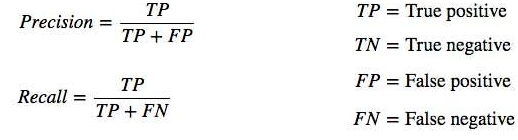 Precision = TP / TP + FP
Recall = TP / TP + FN
TP = True positive
TN = True negative
FP = False positive
FN = False negative